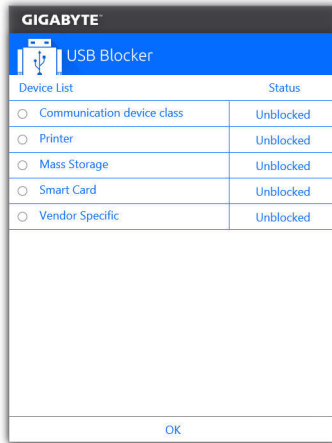 GIGABYTE™
USB Blocker
Device List Status
Communication device class Unblocked
Printer Unblocked
Mass Storage Unblocked
Smart Card Unblocked
Vendor Specific Unblocked
OK